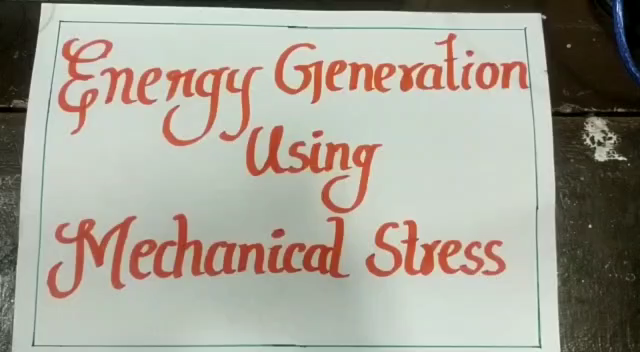 Energy Generation
Using
Mechanical Stress